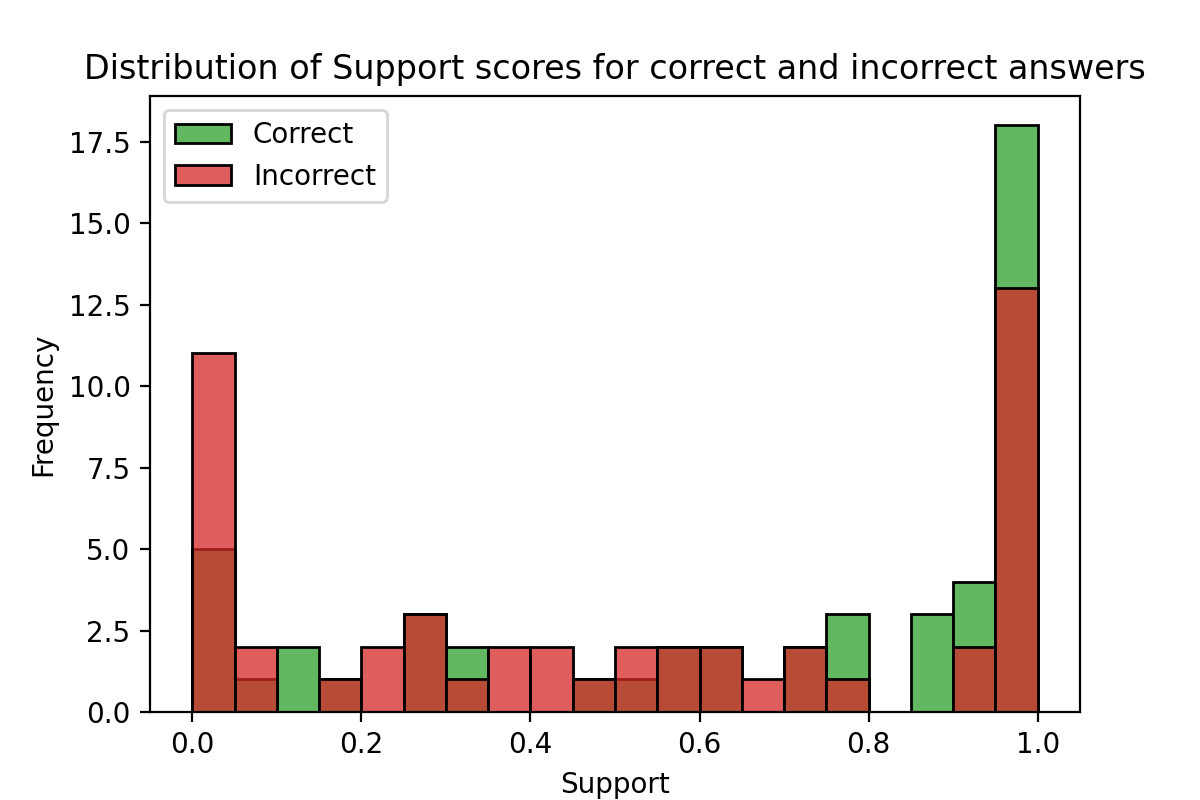 Distribution of Support scores for correct and incorrect answers
Correct
Incorrect
Frequency
17.5
15.0
12.5
10.0
7.5
5.0
2.5
0.0
0.0 0.2 0.4 0.6 0.8 1.0
Support